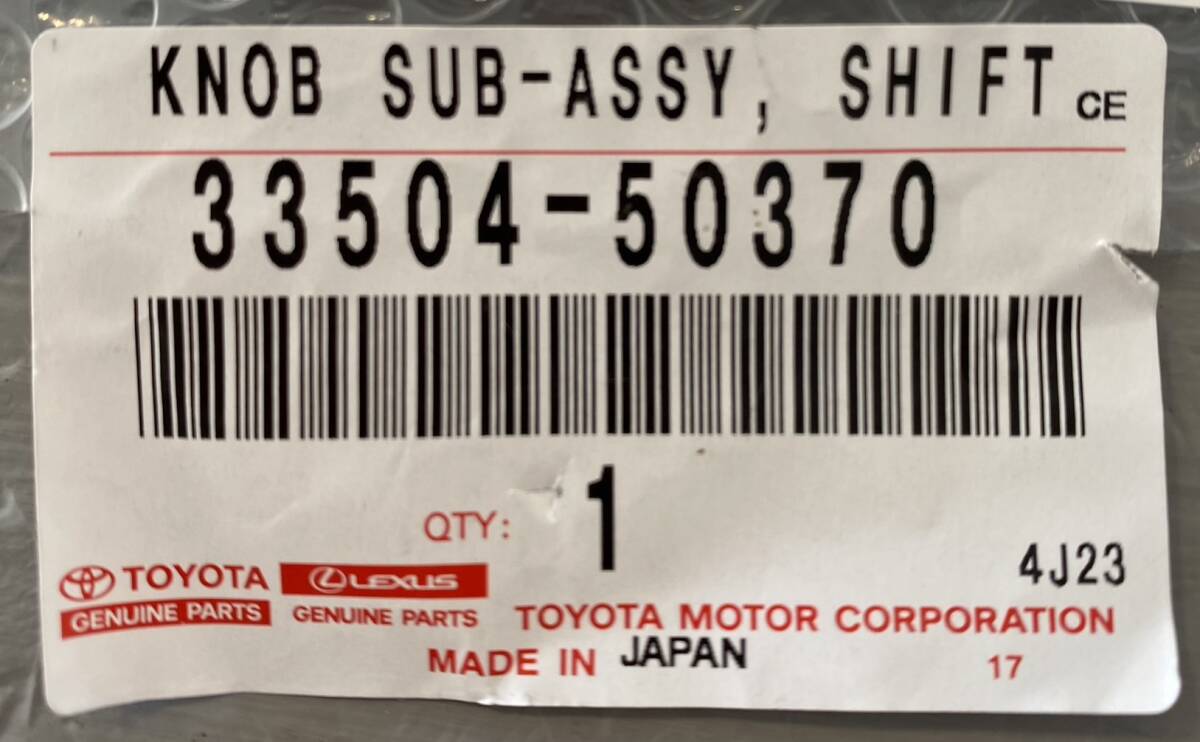 KNOB SUB-ASSY, SHIFT CE
33504-50370
QTY: 1
4J23
TOYOTA LEXUS
GENUINE PARTS GENUINE PARTS TOYOTA MOTOR CORPORATION
MADE IN JAPAN 17